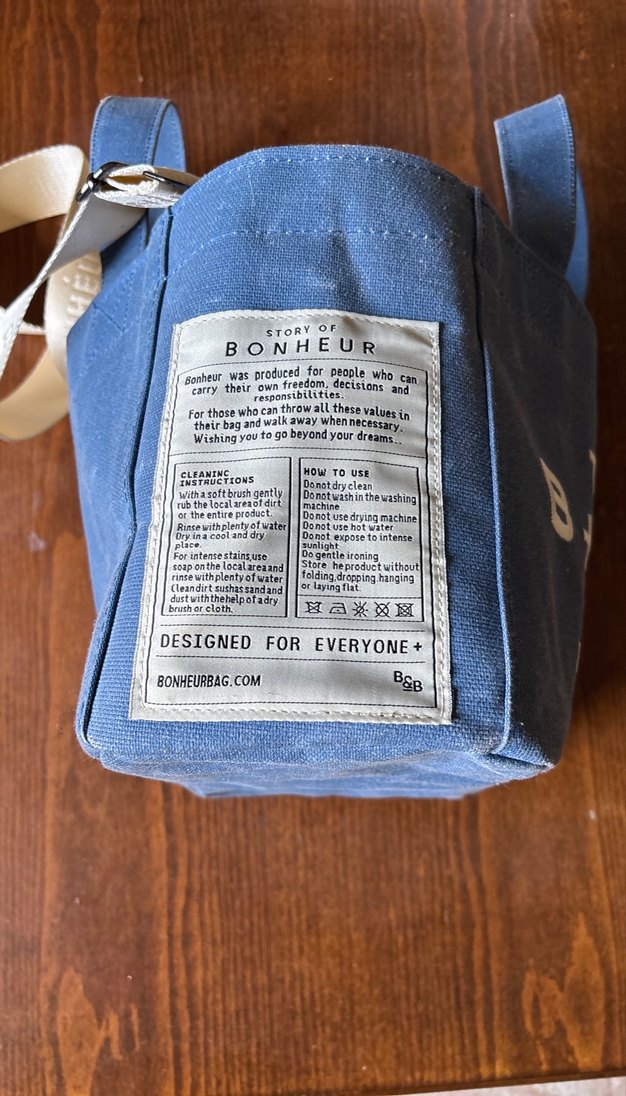 STORY OF
BONHEUR
Bonheur was produced for people who can
carry their own freedom, decisions and
responsibilities.
For those who can throw all these values in
their bag and walk away when necessary.
Wishing you to go beyond your dreams..
CLEANING
INSTRUCTIONS
With a soft brush gently
rub the local area of dirt
or the entire product.
Rinse with plenty of water
Dry in a cool and dry
place.
For intense stains,use
soap on the local area and
rinse with plenty of water
Clean dirt suchas sand and
dust with the help of a dry
brush or cloth.
HOW TO USE
Do not dry clean
Do not wash in the washing
machine
Do not use drying machine
Do not use hot water
Do not expose to intense
sunlight
Do gentle ironing
Store he product without
folding,dropping,hanging
or laying flat.
DESIGNED FOR EVERYONE+
BONHEURBAG.COM
B&B
B